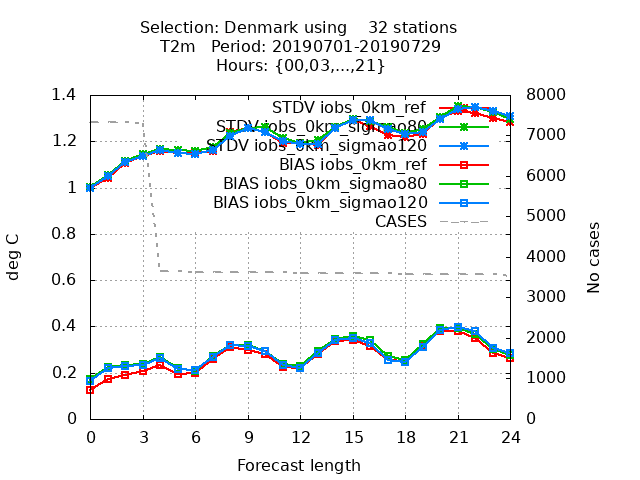 Selection: Denmark using 32 stations
T2m Period: 20190701-20190729
Hours: {00,03,...,21}
STDV iobs_0km_ref
STDV iobs_0km_sigmao80
STDV iobs_0km_sigmao120
BIAS iobs_0km_ref
BIAS iobs_0km_sigmao80
BIAS iobs_0km_sigmao120
CASES
1.4
1.2
1
0.8
0.6
0.4
0.2
0
deg C
8000
7000
6000
5000
4000
3000
2000
1000
0
No cases
0 3 6 9 12 15 18 21 24
Forecast length